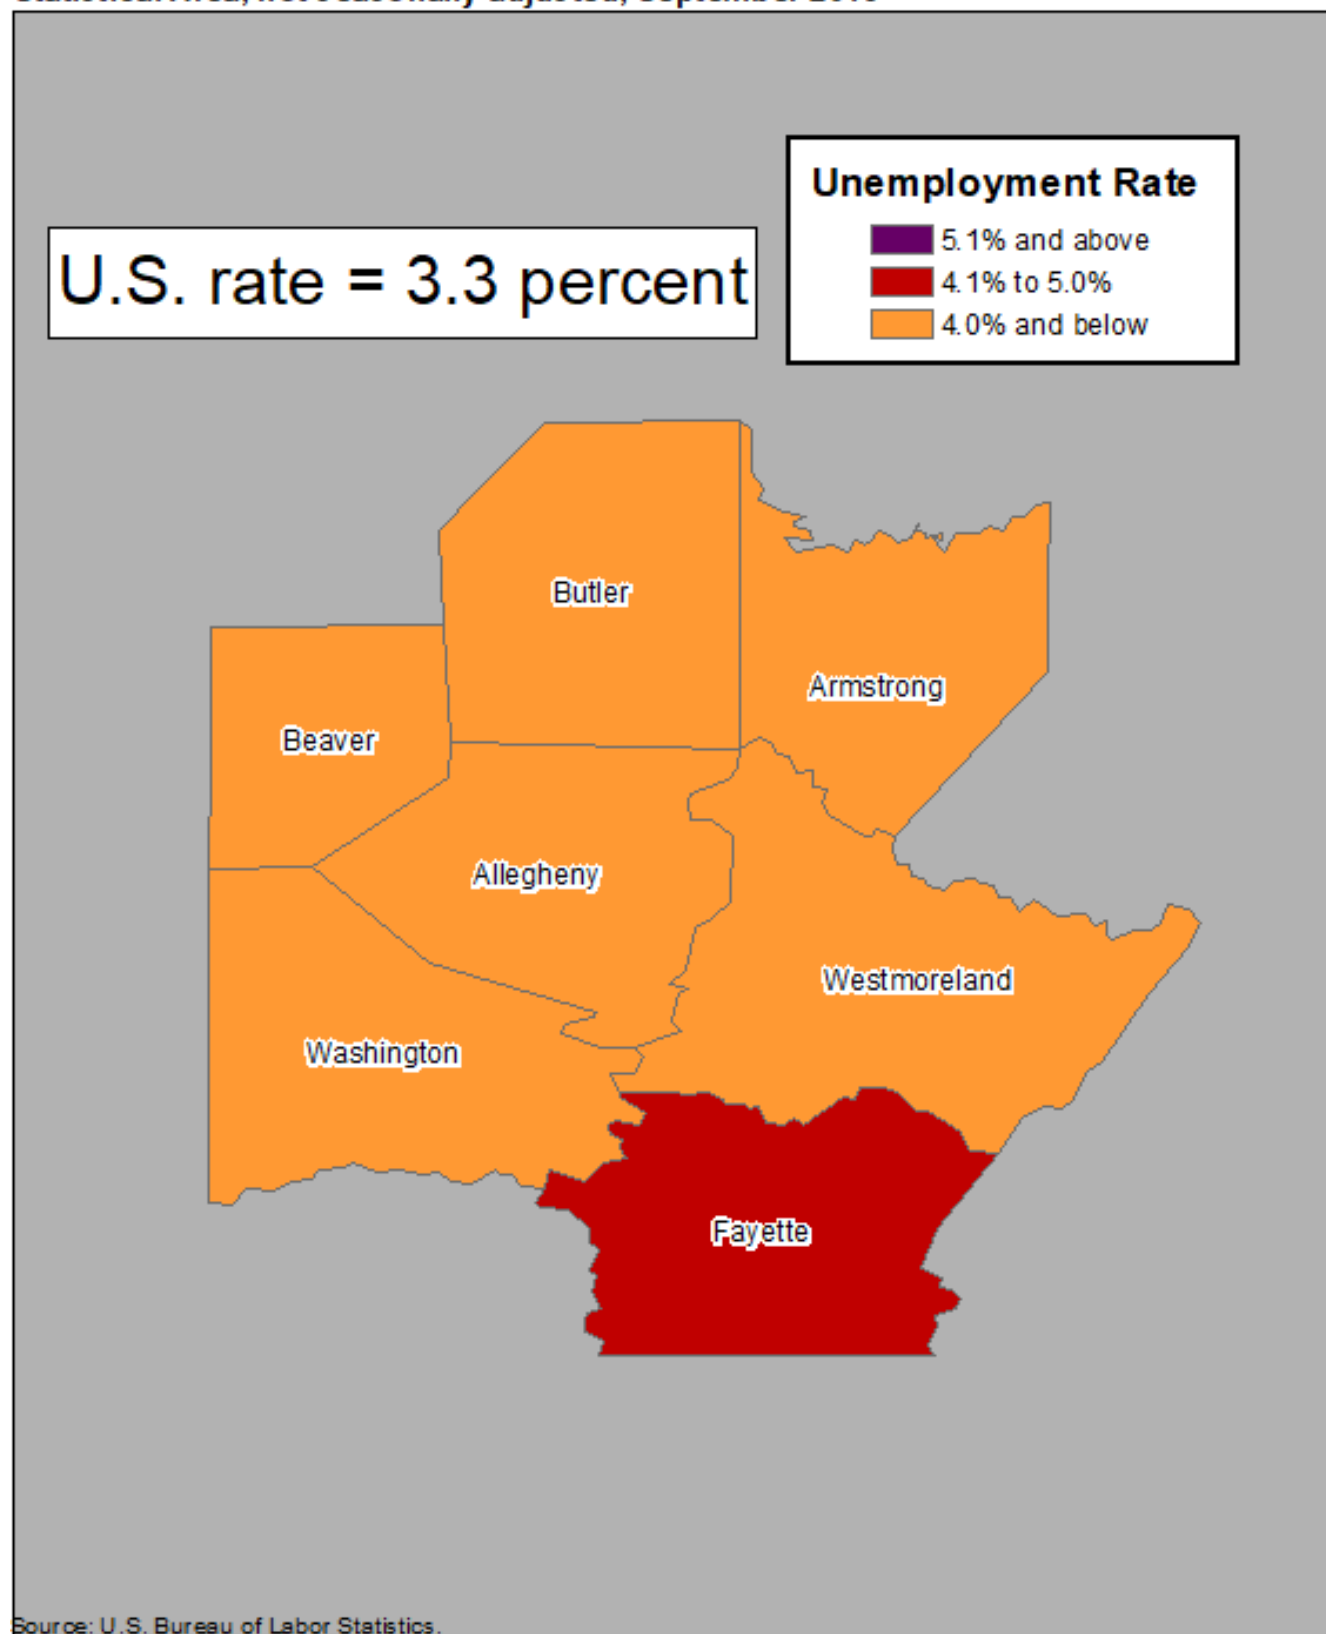 U.S. rate = 3.3 percent
Unemployment Rate
5.1% and above
4.1% to 5.0%
4.0% and below
Butler
Armstrong
Beaver
Allegheny
Westmoreland
Washington
Fayette
Source: U.S. Bureau of Labor Statistics.